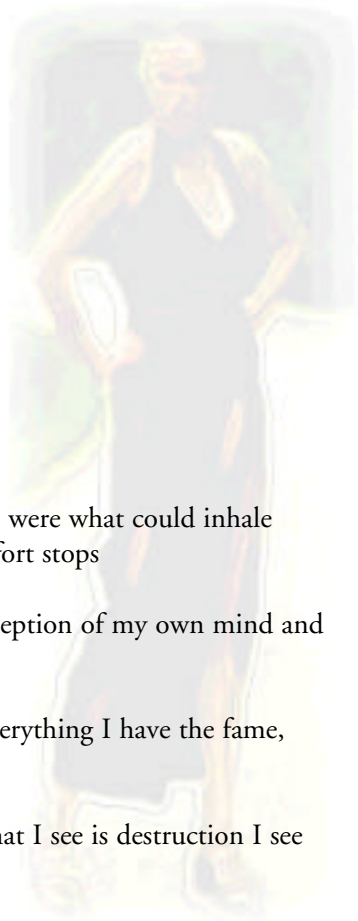 were what could inhale
fort stops
eption of my own mind and
erything I have the fame,
at I see is destruction I see